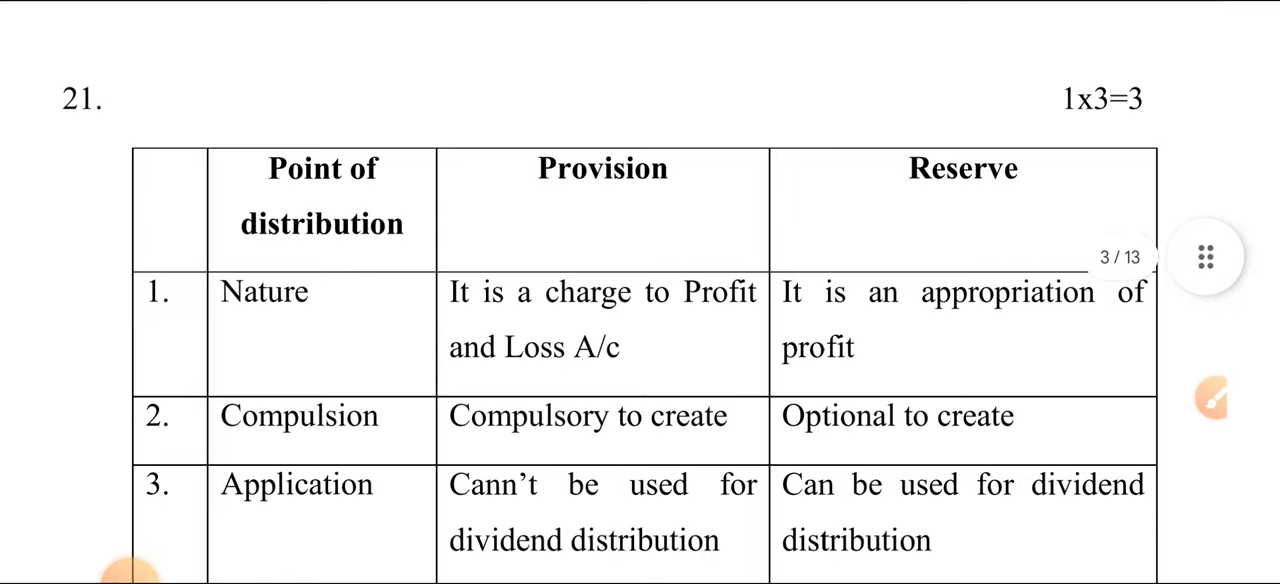 21. 1x3=3
Point of distribution Provision Reserve
3 / 13
1. Nature It is a charge to Profit and Loss A/c It is an appropriation of profit
2. Compulsion Compulsory to create Optional to create
3. Application Cann’t be used for dividend distribution Can be used for dividend distribution